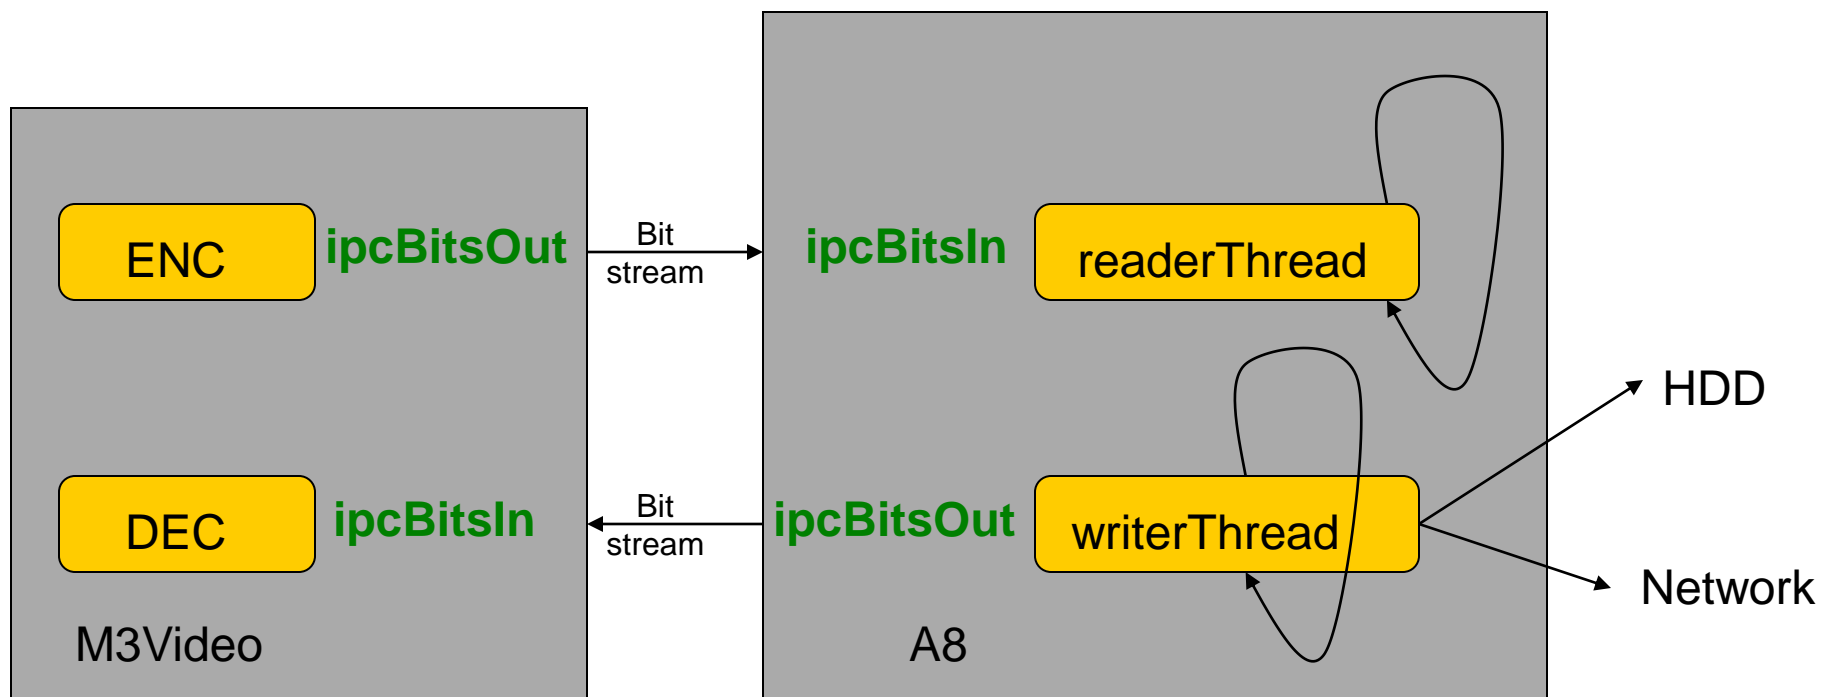 ENC
ipcBitsOut
Bit
stream
ipcBitsIn
readerThread
HDD
DEC
ipcBitsIn
Bit
stream
ipcBitsOut
writerThread
Network
M3Video
A8